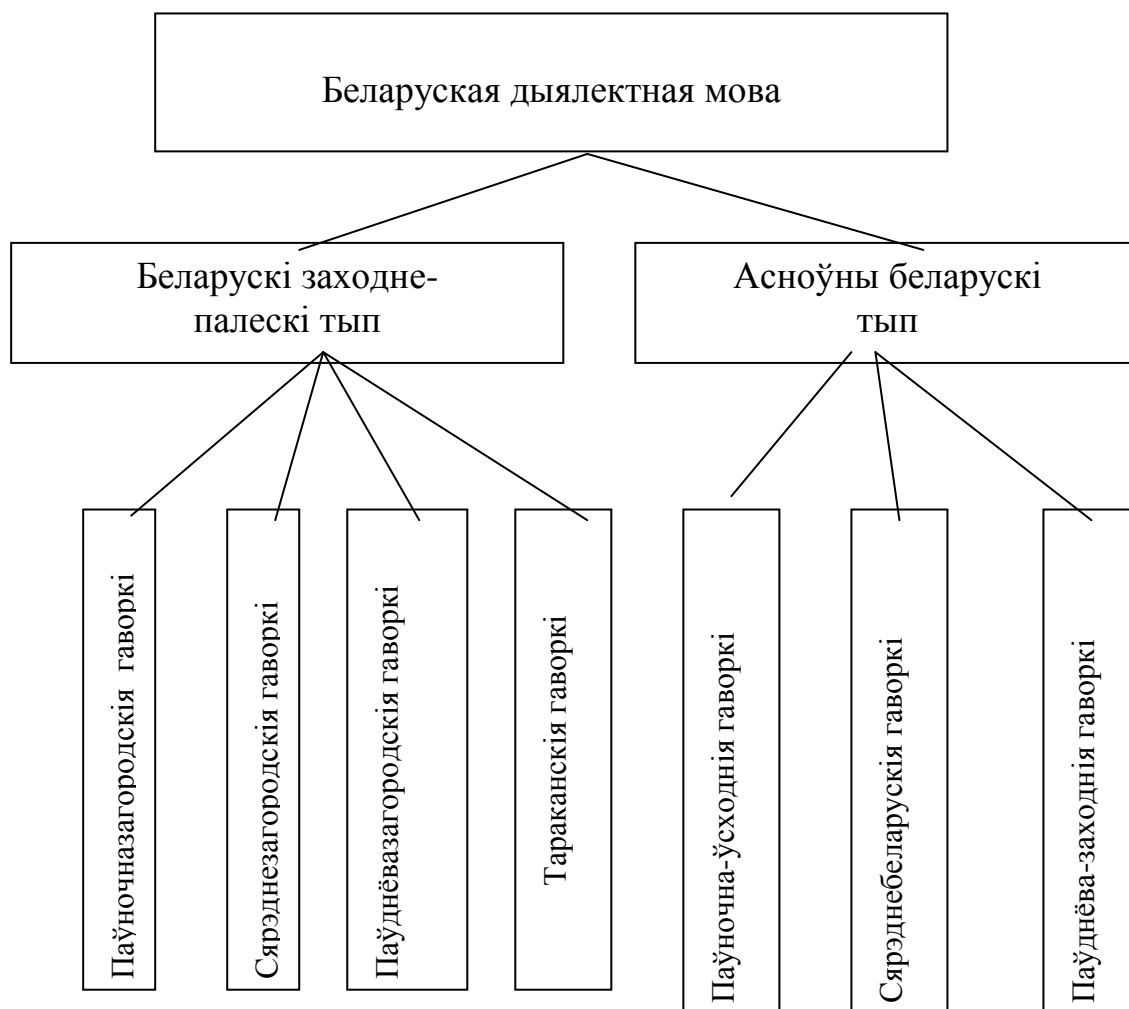 Беларуская дыялектная мова
Беларускі заходне-
палескі тып
Асноўны беларускі
тып
Паўночназагородскія гаворкі
Сярэднезагородскія гаворкі
Паўднёвазагородскія гаворкі
Тараканскія гаворкі
Паўночна-ўсходнія гаворкі
Сярэднебеларускія гаворкі
Паўднёва-заходнія гаворкі